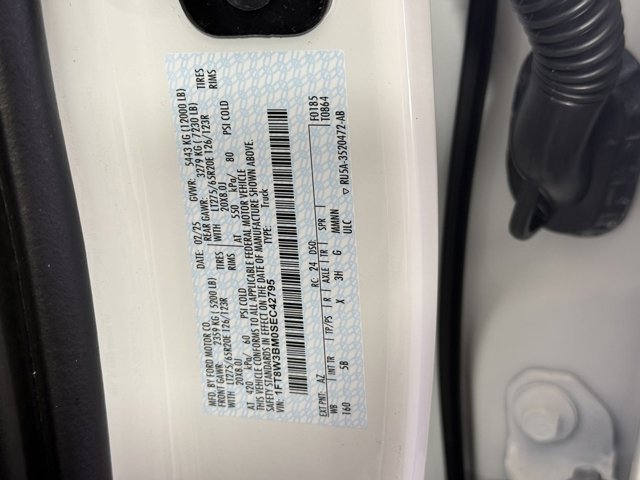 MFD. BY FORD MOTOR CO.
DATE: 02/25 GVWR: 5443 KG (12000 LB)
FRONT GAWR: 2359 KG (5200 LB) REAR GAWR: 3279 KG (7230 LB)
WITH LT275/65R20E 126/123R TIRES WITH LT275/65R20E 126/123R TIRES
20X8.0J RIMS 20X8.0J RIMS
AT 420 kPa/ 60 PSI COLD AT 550 kPa/ 80 PSI COLD
THIS VEHICLE CONFORMS TO ALL APPLICABLE FEDERAL MOTOR VEHICLE
SAFETY STANDARDS IN EFFECT ON THE DATE OF MANUFACTURE SHOWN ABOVE.
VIN: 1FT8W3BM0SEC42795 TYPE: Truck
F0185
T0864
EXT PNT: AZ RC: 24 DSO:
WB INT TR TP/PS R AXLE TR SPR
160 5B X 3H G MMNN
ULC RU5A-3520472-AB